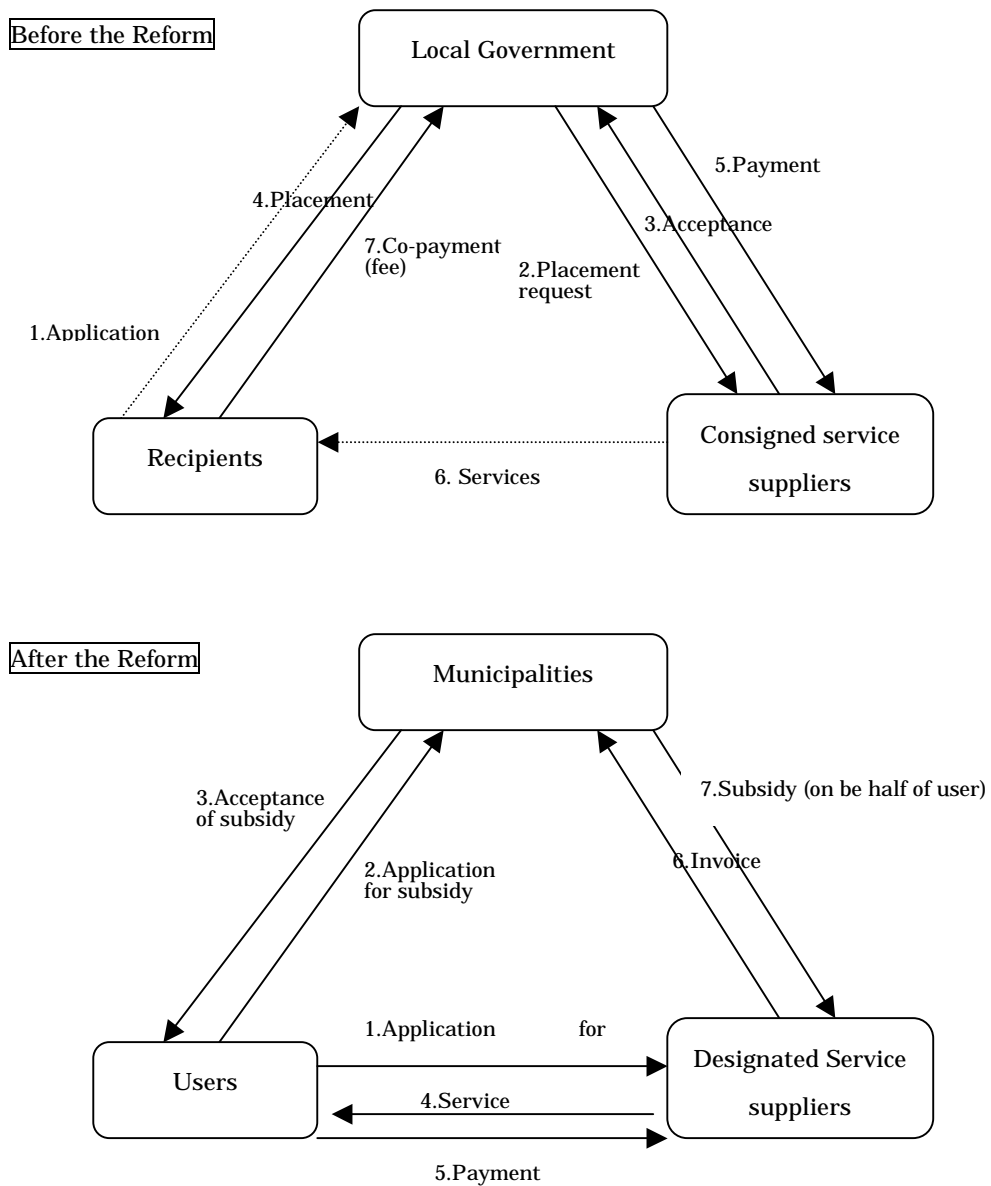 Before the Reform
Local Government
5.Payment
4.Placement
3.Acceptance
7.Co-payment
(fee)
2.Placement
request
1.Application
Recipients
Consigned service
suppliers
6. Services
After the Reform
Municipalities
7.Subsidy (on be half of user)
3.Acceptance
of subsidy
6.Invoice
2.Application
for subsidy
1.Application for
Users
Designated Service
suppliers
4.Service
5.Payment